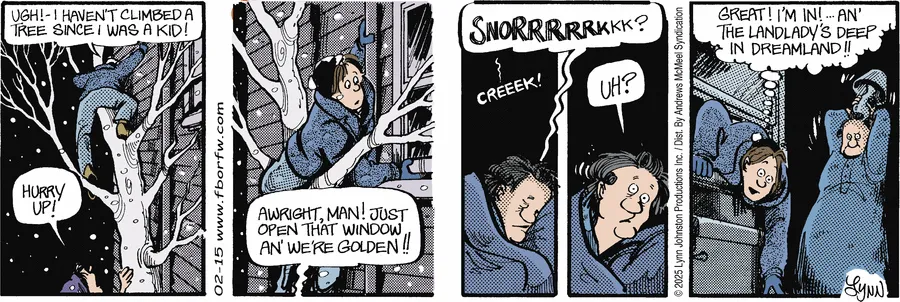 UGH!- I HAVEN'T CLIMBED A
TREE SINCE I WAS A KID!
HURRY
UP!
02-15 www.fborfw.com
AWRIGHT, MAN! JUST
OPEN THAT WINDOW
AN' WE'RE GOLDEN!!
SNORRRRRRKKK?
CREEEK!
UH?
© 2025 Lynn Johnston Productions Inc. / Dist. By Andrews McMeel Syndication
GREAT! I'M IN!... AN'
THE LANDLADY'S DEEP
IN DREAMLAND!!
LYNN